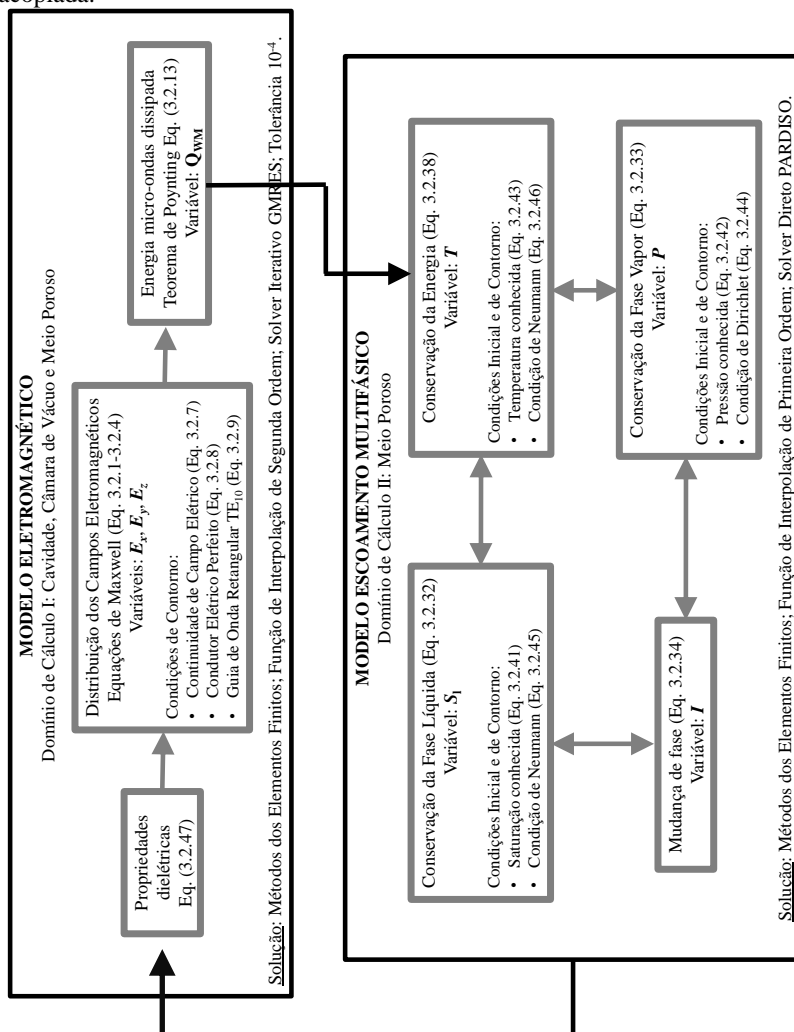 acoplada.
MODELO ELETROMAGNÉTICO
Domínio de Cálculo I: Cavidade, Câmara de Vácuo e Meio Poroso
Propriedades
dielétricas
Eq. (3.2.47)
Distribuição dos Campos Eletromagnéticos
Equações de Maxwell (Eq. 3.2.1-3.2.4)
Variáveis: Ex, Ey, Ez
Condições de Contorno:
• Continuidade de Campo Elétrico (Eq. 3.2.7)
• Condutor Elétrico Perfeito (Eq. 3.2.8)
• Guia de Onda Retangular TE10 (Eq. 3.2.9)
Energia micro-ondas dissipada
Teorema de Poynting Eq. (3.2.13)
Variável: QWM
Solução: Métodos dos Elementos Finitos; Função de Interpolação de Segunda Ordem; Solver Iterativo GMRES; Tolerância 10-4.
MODELO ESCOAMENTO MULTIFÁSICO
Domínio de Cálculo II: Meio Poroso
Conservação da Fase Líquida (Eq. 3.2.32)
Variável: S1
Condições Inicial e de Contorno:
• Saturação conhecida (Eq. 3.2.41)
• Condição de Neumann (Eq. 3.2.45)
Conservação da Energia (Eq. 3.2.38)
Variável: T
Condições Inicial e de Contorno:
• Temperatura conhecida (Eq. 3.2.43)
• Condição de Neumann (Eq. 3.2.46)
Mudança de fase (Eq. 3.2.34)
Variável: I
Conservação da Fase Vapor (Eq. 3.2.33)
Variável: P
Condições Inicial e de Contorno:
• Pressão conhecida (Eq. 3.2.42)
• Condição de Dirichlet (Eq. 3.2.44)
Solução: Métodos dos Elementos Finitos; Função de Interpolação de Primeira Ordem; Solver Direto PARDISO.